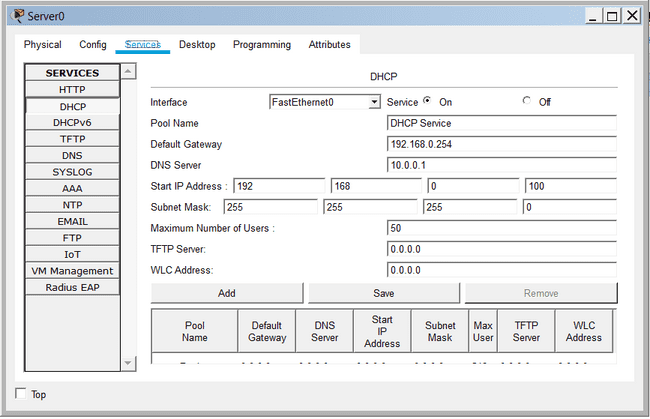 Server0
Physical Config Services Desktop Programming Attributes
SERVICES
HTTP
DHCP
DHCPv6
TFTP
DNS
SYSLOG
AAA
NTP
EMAIL
FTP
IoT
VM Management
Radius EAP
DHCP
Interface FastEthernet0 Service On Off
Pool Name DHCP Service
Default Gateway 192.168.0.254
DNS Server 10.0.0.1
Start IP Address : 192 168 0 100
Subnet Mask: 255 255 255 0
Maximum Number of Users : 50
TFTP Server: 0.0.0.0
WLC Address: 0.0.0.0
Add Save Remove
Pool Name Default Gateway DNS Server Start IP Address Subnet Mask Max User TFTP Server WLC Address
Top